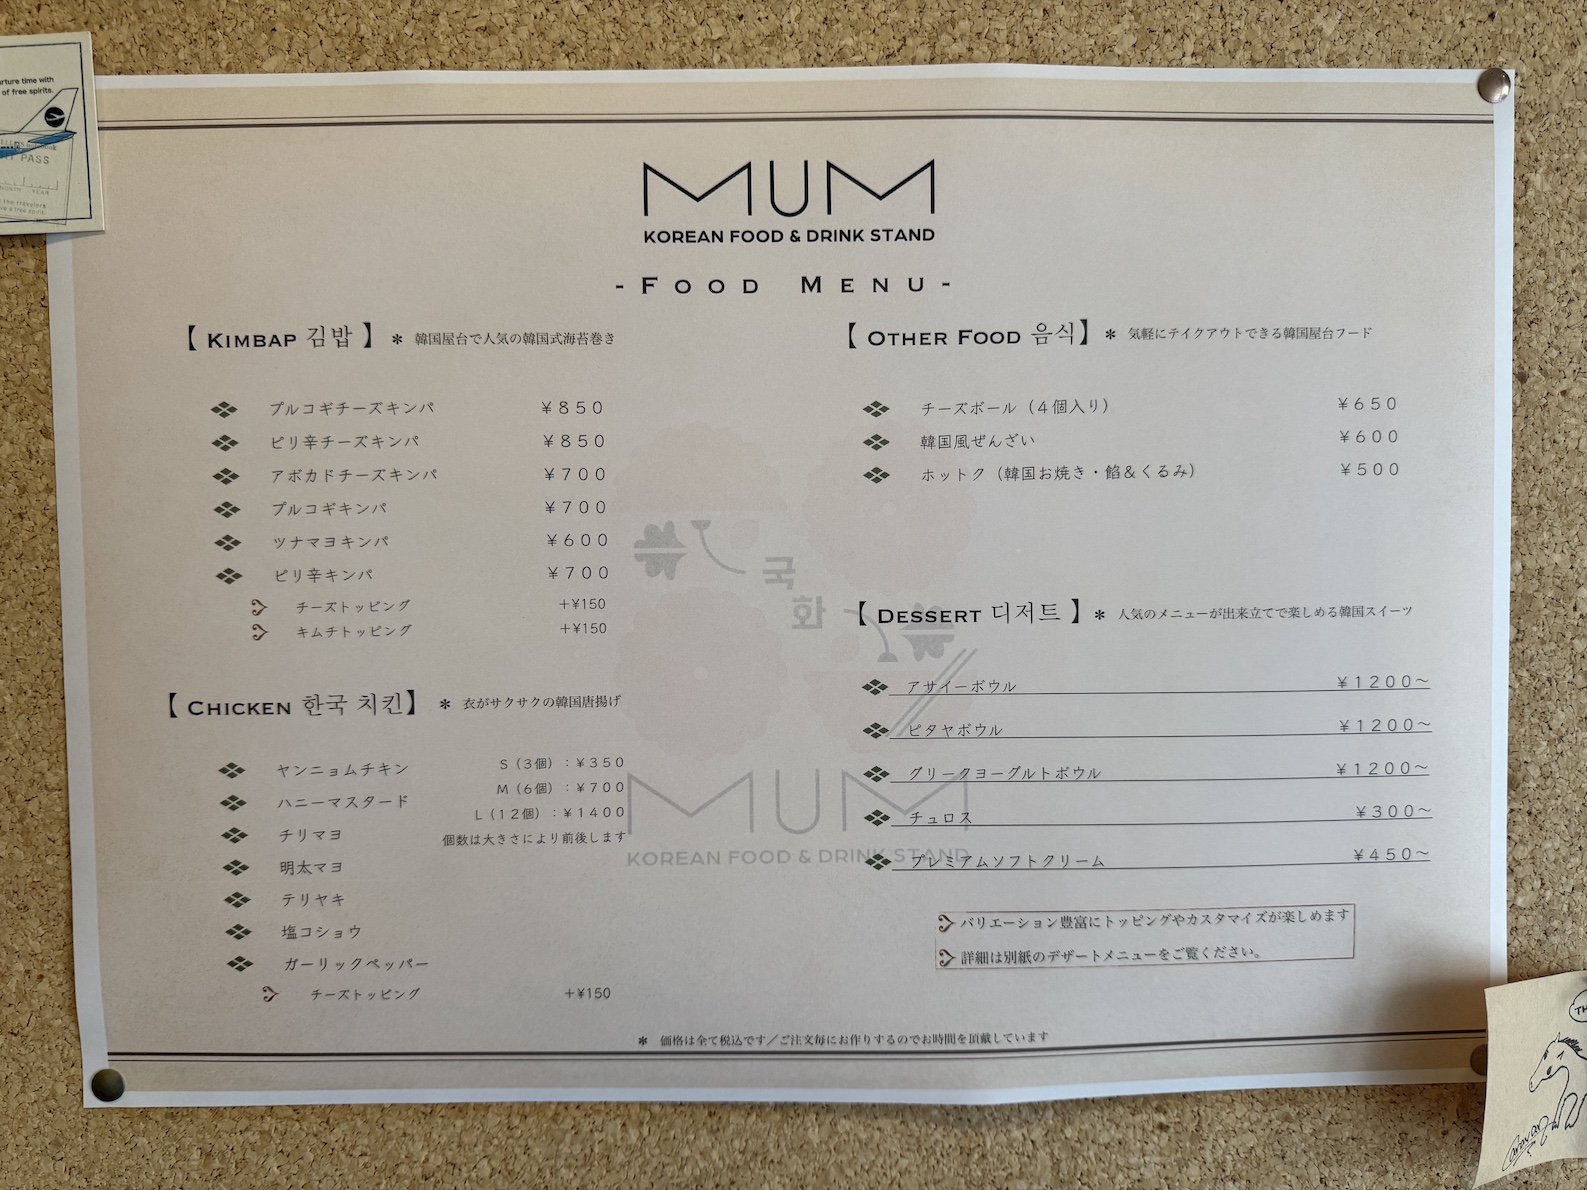 rture time with
of free spirits.
PASS
MUM
KOREAN FOOD & DRINK STAND
- FOOD MENU -
【 KIMBAP 김밥 】 ＊ 韓国屋台で人気の韓国式海苔巻き
プルコギチーズキンパ ¥850
ピリ辛チーズキンパ ¥850
アボカドチーズキンパ ¥700
プルコギキンパ ¥700
ツナマヨキンパ ¥600
ピリ辛キンパ ¥700
チーズトッピング +¥150
キムチトッピング +¥150
【 CHICKEN 한국 치킨】 ＊ 衣がサクサクの韓国唐揚げ
ヤンニョムチキン
ハニーマスタード
チリマヨ
明太マヨ
テリヤキ
塩コショウ
ガーリックペッパー
チーズトッピング +¥150
S（3個）：¥350
M（6個）：¥700
L（12個）：¥1400
個数は大きさにより前後します
【 OTHER FOOD 음식】 ＊ 気軽にテイクアウトできる韓国屋台フード
チーズボール（４個入り） ¥650
韓国風ぜんざい ¥600
ホットク（韓国お焼き・餡＆くるみ） ¥500
【 DESSERT 디저트 】 ＊ 人気のメニューが出来立てで楽しめる韓国スイーツ
アサイーボウル ¥1200〜
ピタヤボウル ¥1200〜
グリークヨーグルトボウル ¥1200〜
チュロス ¥300〜
プレミアムソフトクリーム ¥450〜
バリエーション豊富にトッピングやカスタマイズが楽しめます
詳細は別紙のデザートメニューをご覧ください。
국
화
MUM
KOREAN FOOD & DRINK STAND
＊ 価格は全て税込です／ご注文毎にお作りするのでお時間を頂戴しています